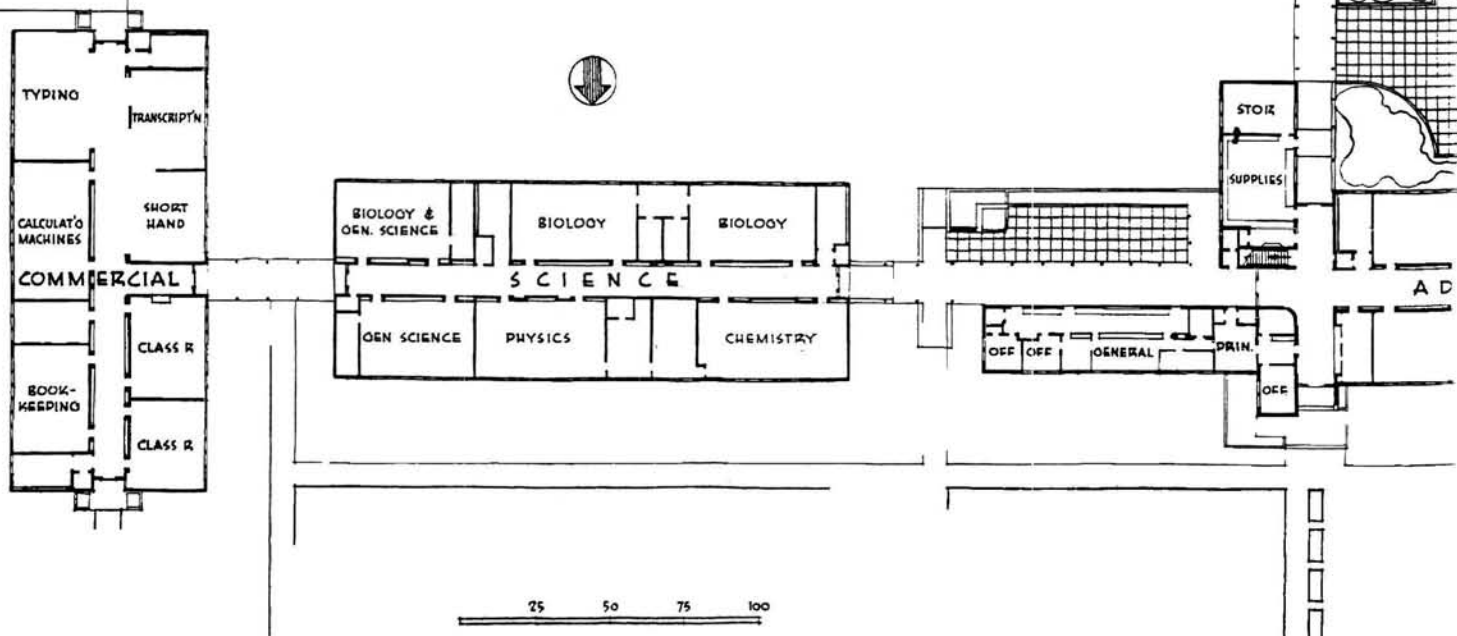 TYPING
TRANSCRIPT'N
CALCULAT'G
MACHINES
SHORT
HAND
COMMERCIAL
CLASS R
BOOK-
KEEPING
CLASS R
BIOLOGY &
GEN. SCIENCE
BIOLOGY
BIOLOGY
SCIENCE
GEN SCIENCE
PHYSICS
CHEMISTRY
STOR
SUPPLIES
AD
OFF
OFF
GENERAL
PRIN.
OFF
25 50 75 100